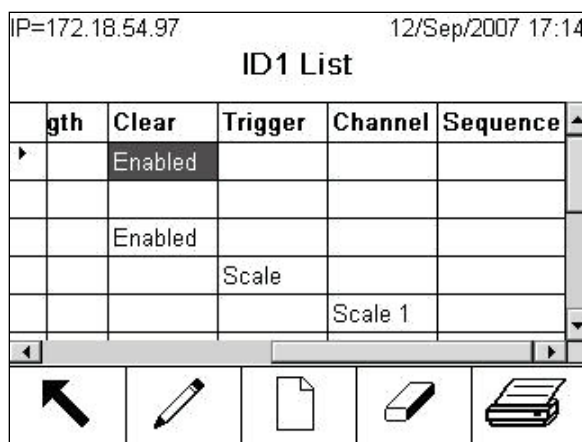 IP=172.18.54.97 12/Sep/2007 17:14
ID1 List
gth Clear Trigger Channel Sequence
Enabled
Enabled
Scale
Scale 1